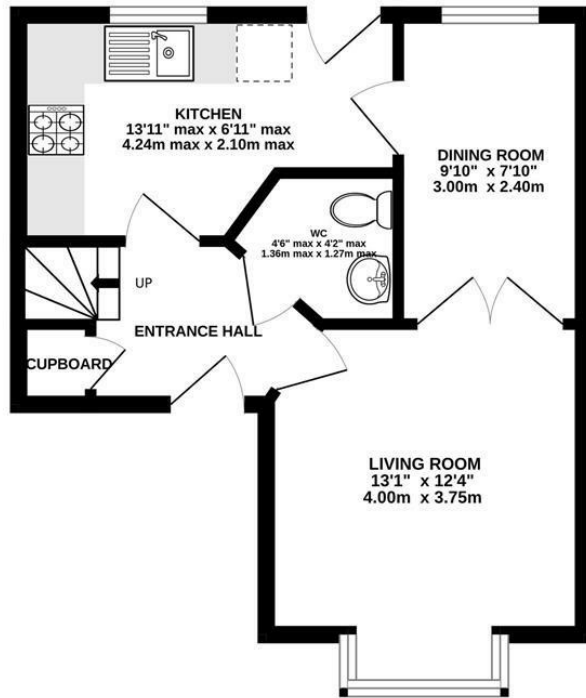 KITCHEN
13'11" max x 6'11" max
4.24m max x 2.10m max
DINING ROOM
9'10" x 7'10"
3.00m x 2.40m
WC
4'6" max x 4'2" max
1.36m max x 1.27m max
UP
ENTRANCE HALL
CUPBOARD
LIVING ROOM
13'1" x 12'4"
4.00m x 3.75m